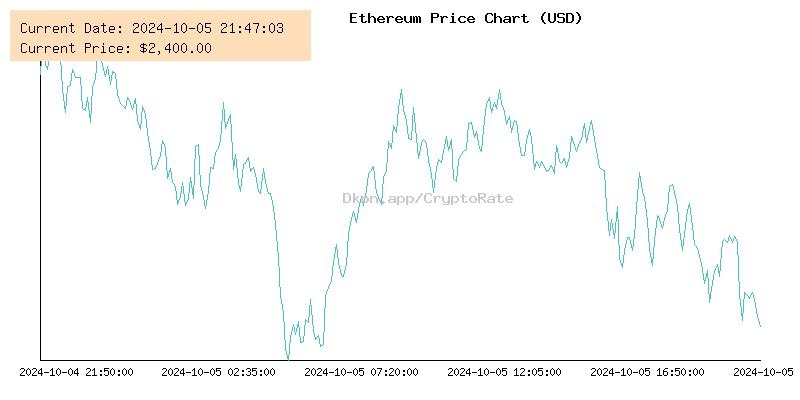 Ethereum Price Chart (USD)
Current Date: 2024-10-05 21:47:03
Current Price: $2,400.00
Dkon.app/CryptoRate
2024-10-04 21:50:00 2024-10-05 02:35:00 2024-10-05 07:20:00 2024-10-05 12:05:00 2024-10-05 16:50:00 2024-10-05